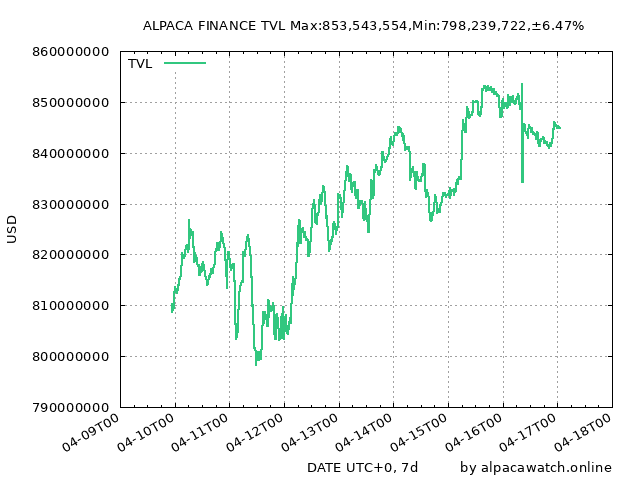 ALPACA FINANCE TVL Max:853,543,554,Min:798,239,722,±6.47%
TVL
860000000
850000000
840000000
830000000
820000000
810000000
800000000
790000000
USD
04-09T00
04-10T00
04-11T00
04-12T00
04-13T00
04-14T00
04-15T00
04-16T00
04-17T00
04-18T00
DATE UTC+0, 7d
by alpacawatch.online